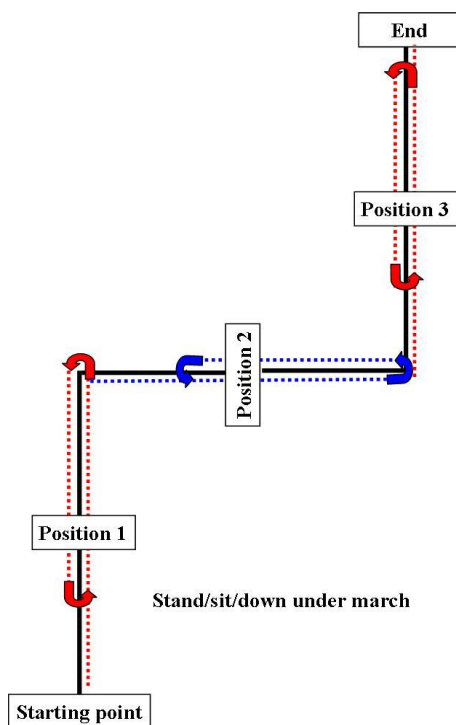 End
Position 3
Position 2
Position 1
Stand/sit/down under march
Starting point